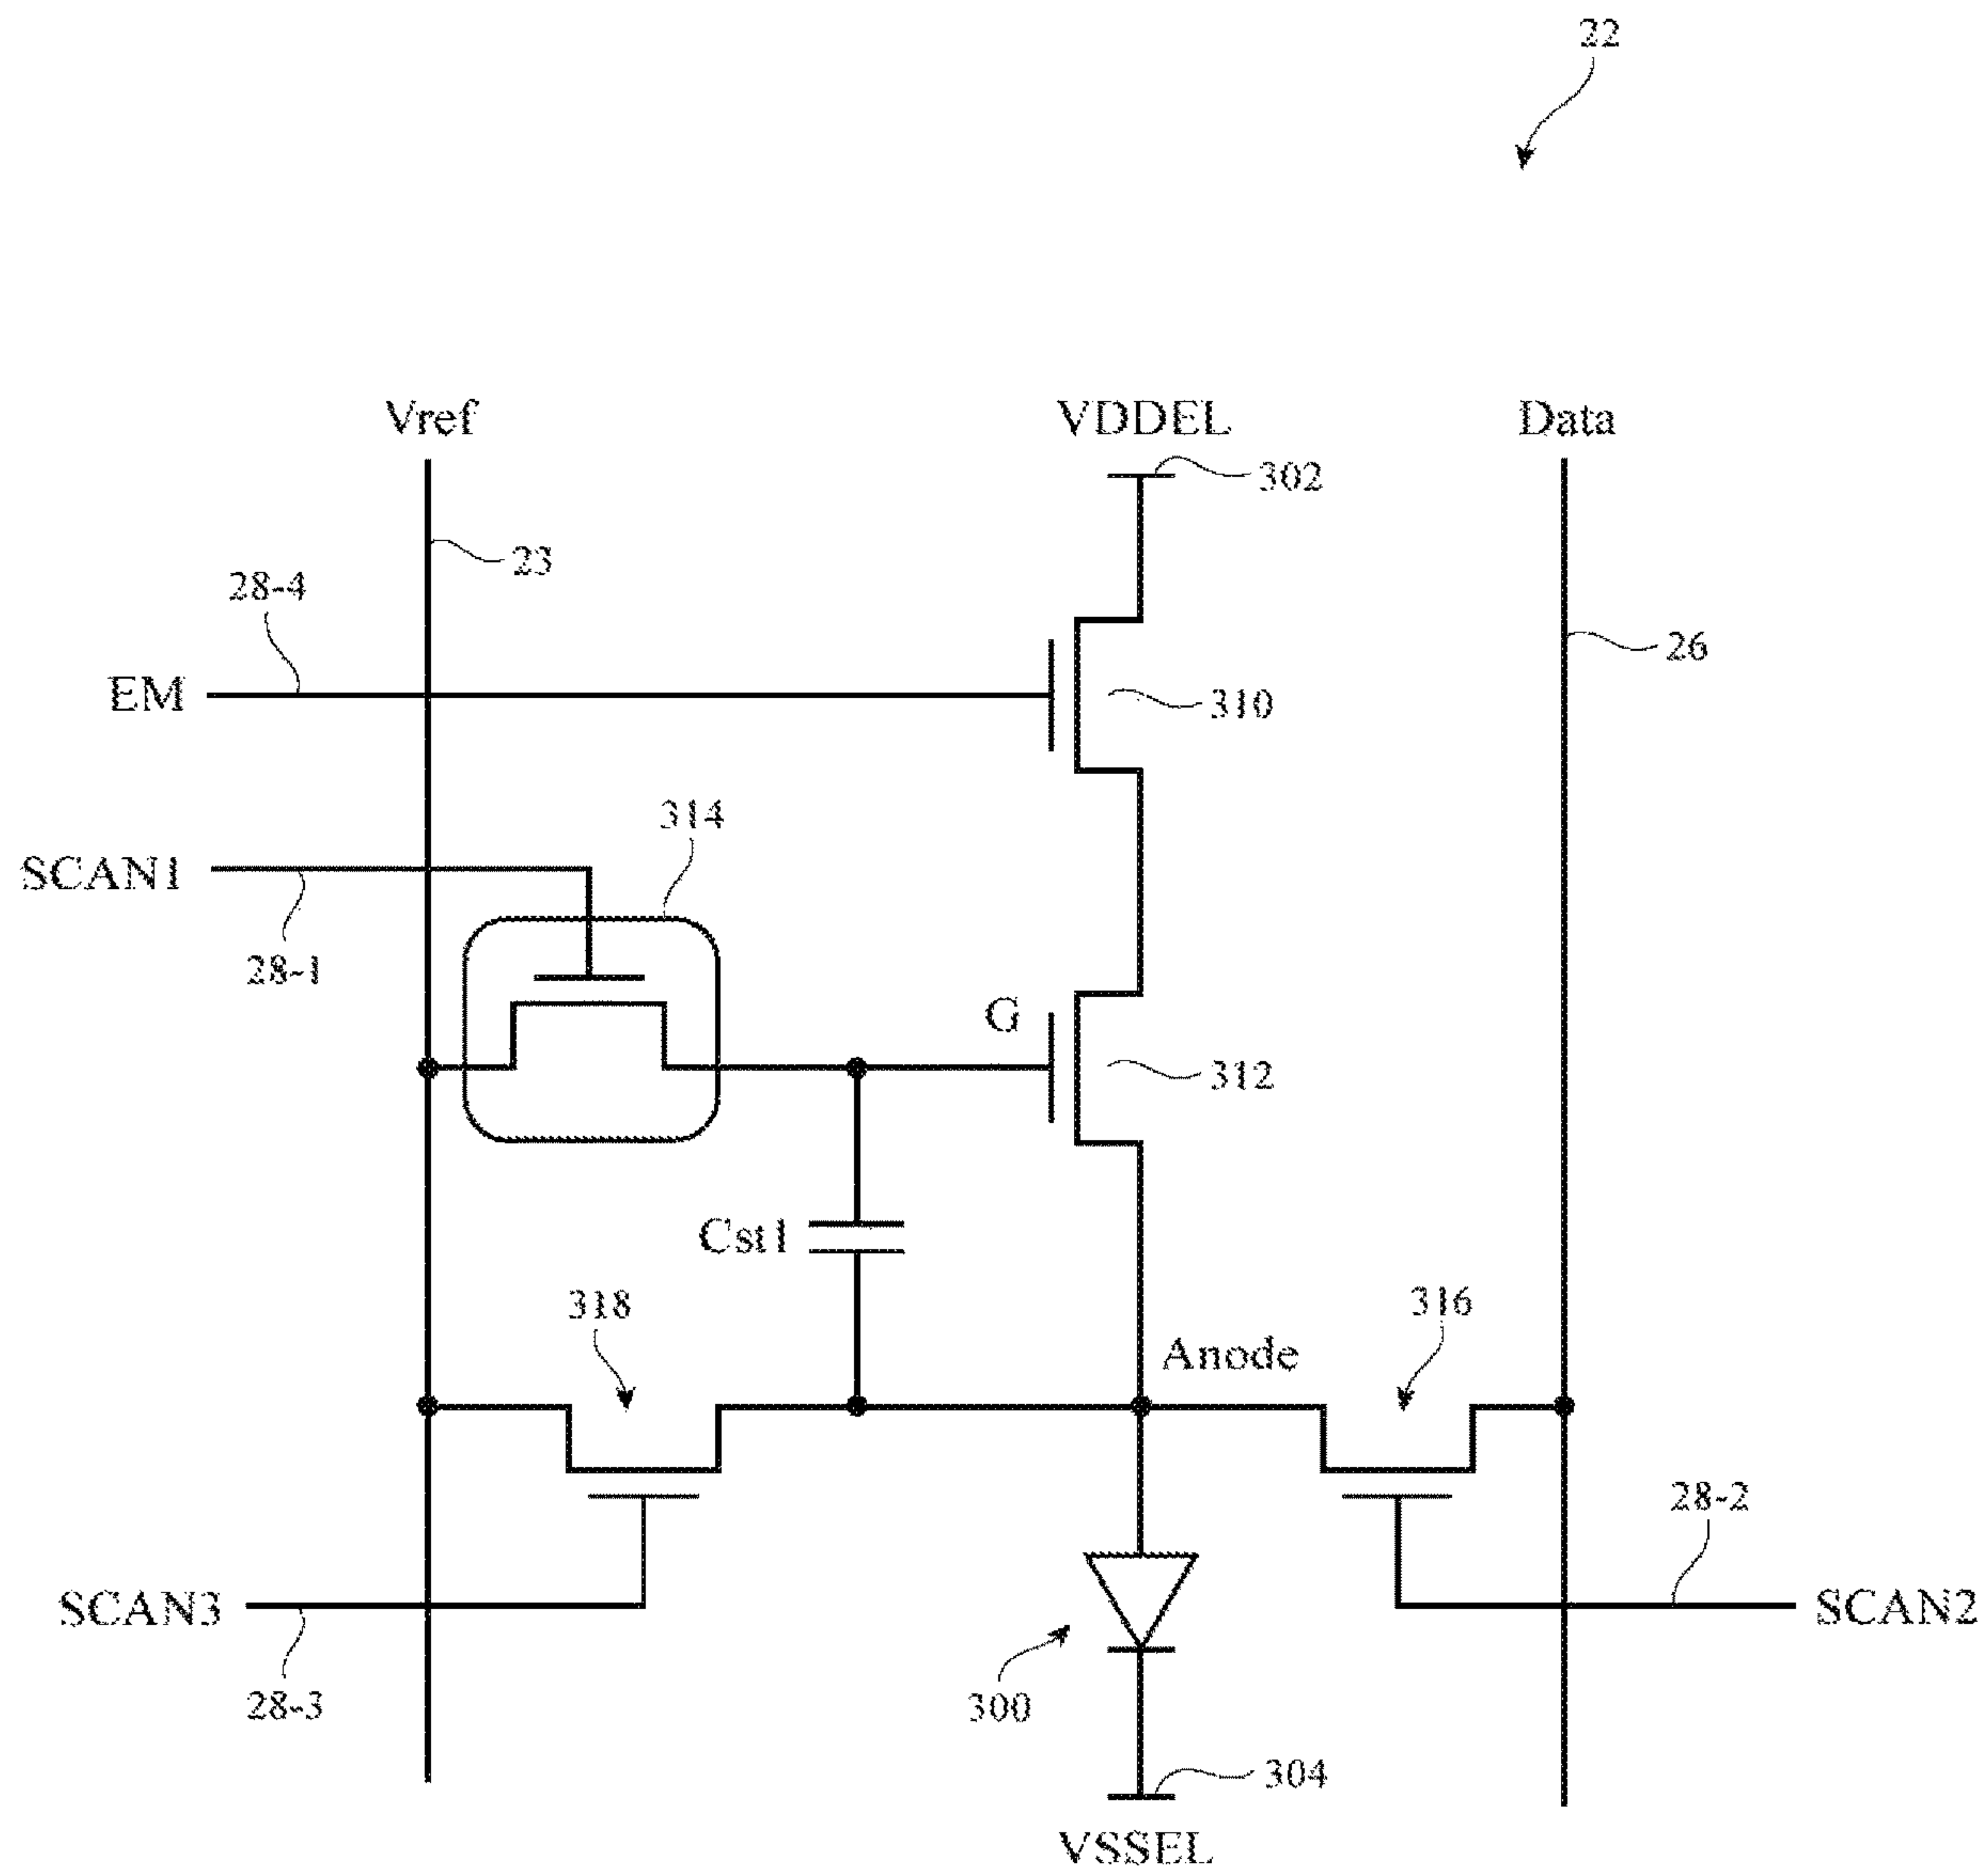 22
Vref
VDDEL
Data
302
23
28-4
26
EM
310
314
SCAN1
28-1
G
312
Cst1
318
316
Anode
28-2
SCAN3
SCAN2
28-3
300
304
VSSEL